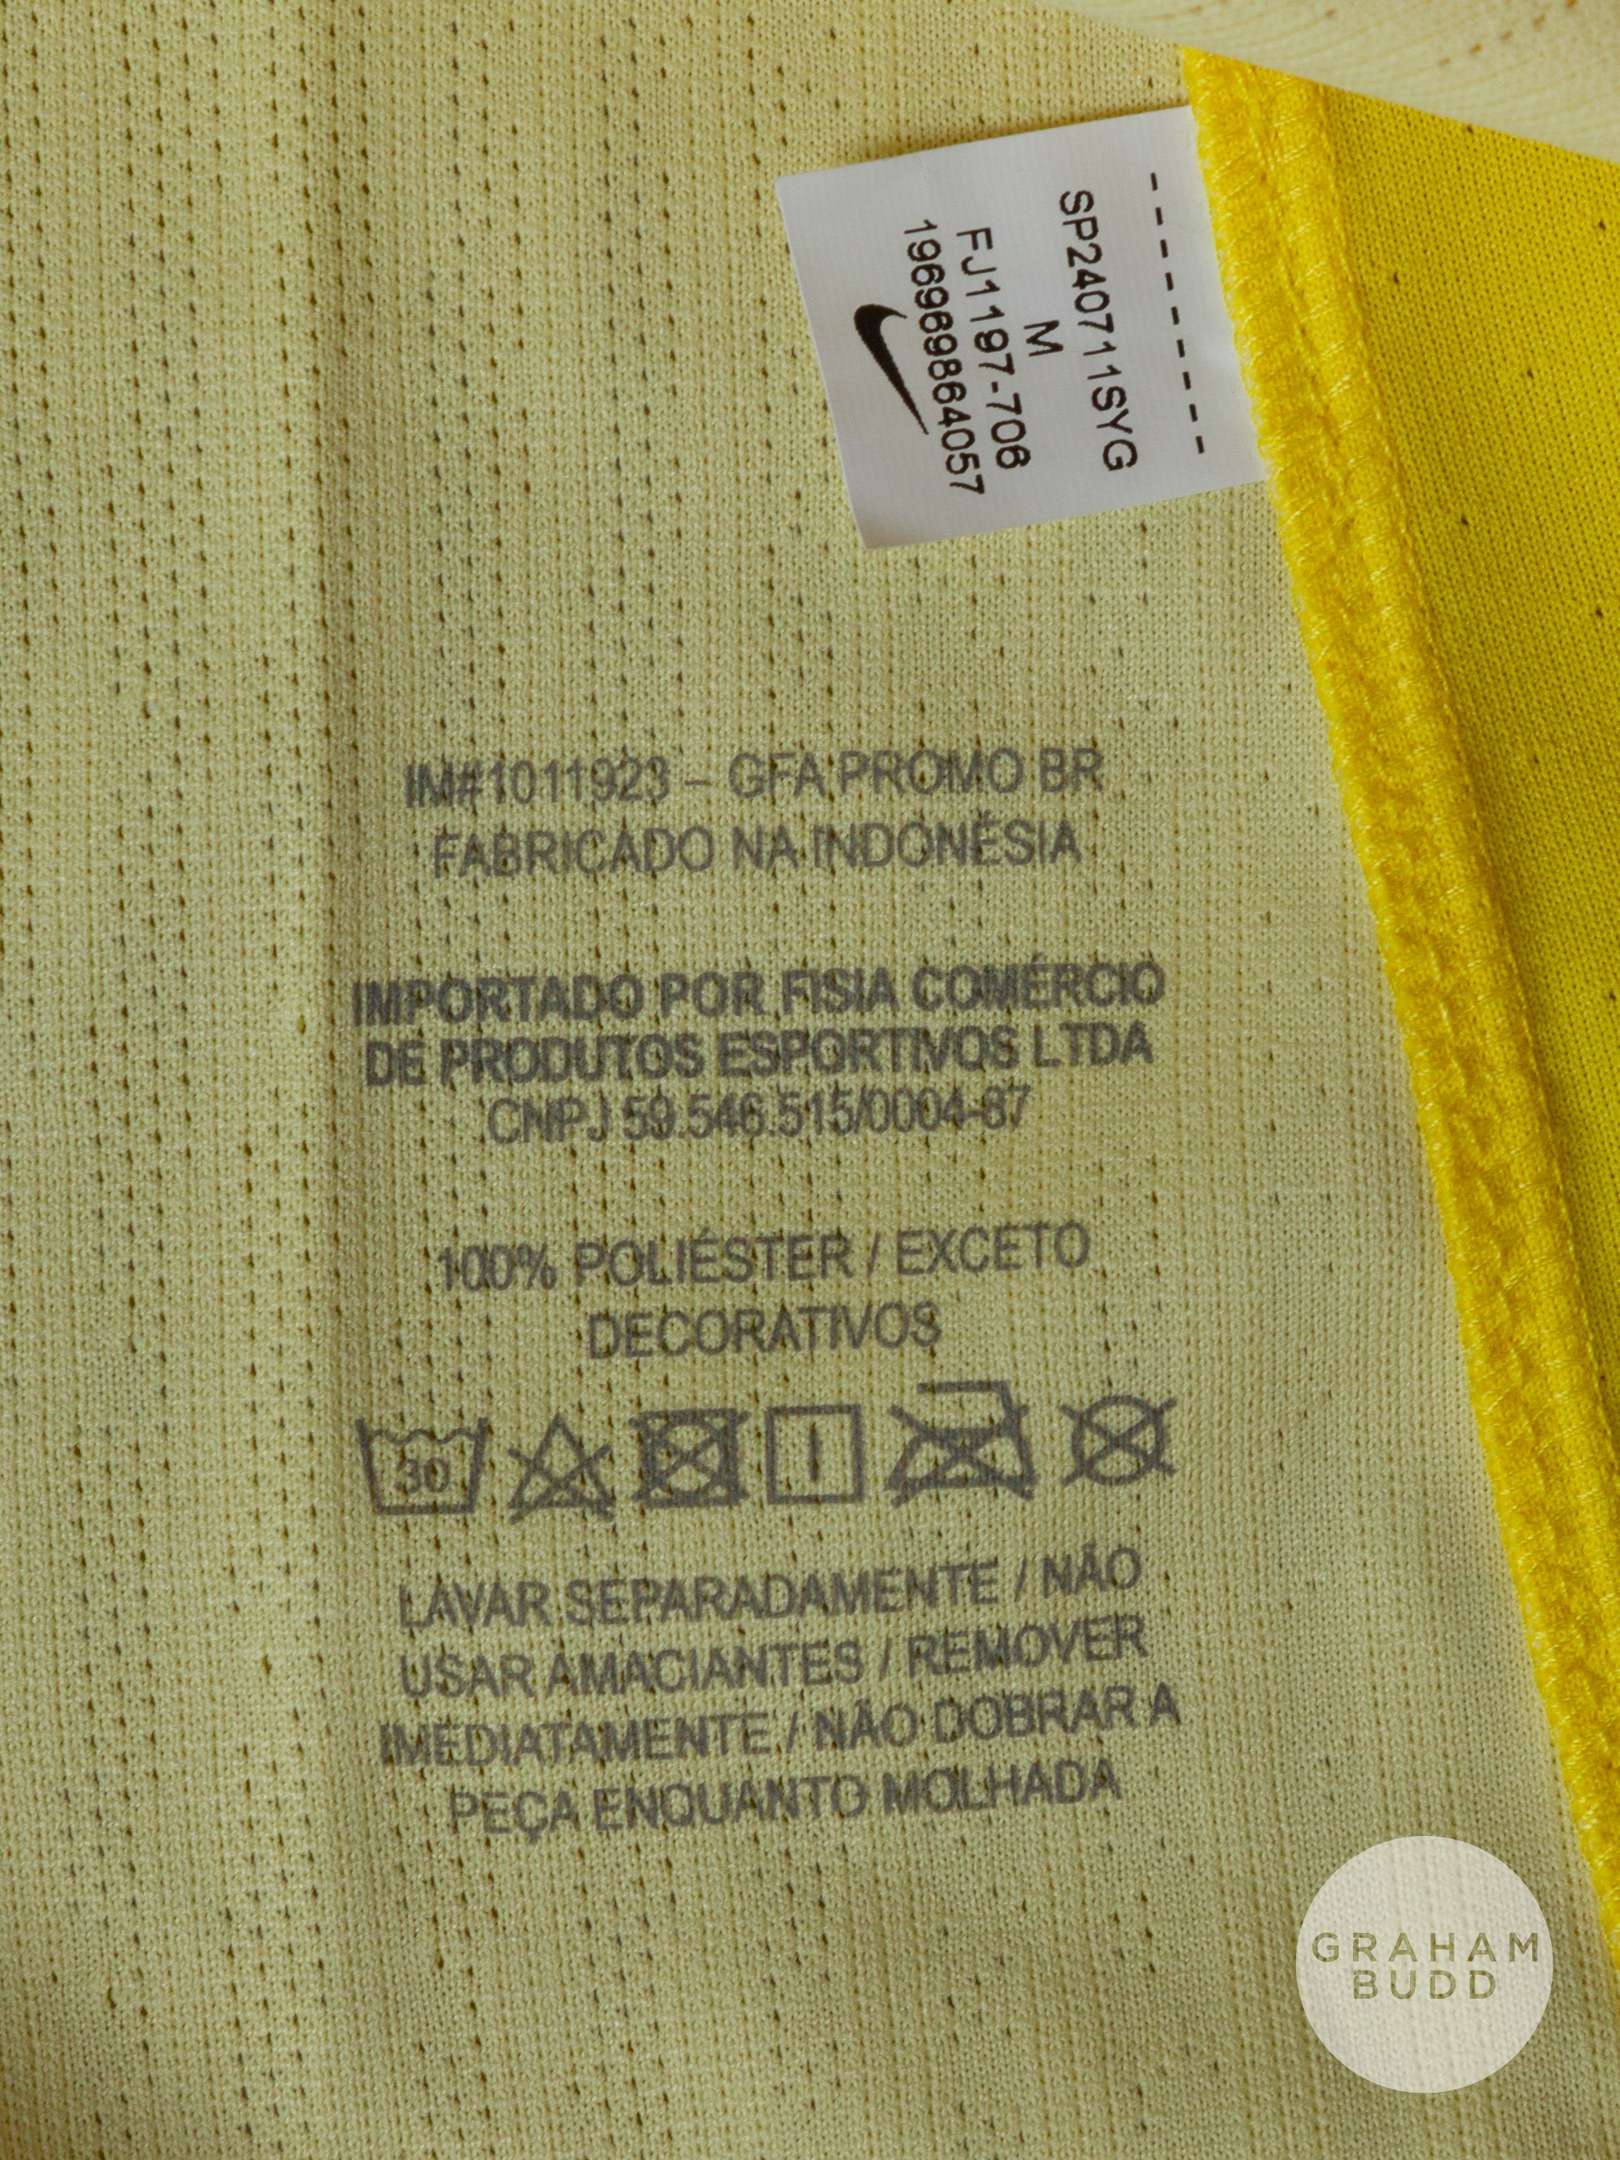 - - - - - - - -
SP240711SYG
M
FJ1197-706
196969864057
IM#1011923 – GFA PROMO BR
FABRICADO NA INDONÉSIA
IMPORTADO POR FISIA COMÉRCIO
DE PRODUTOS ESPORTIVOS LTDA
CNPJ 59.546.515/0004-87
100% POLIÉSTER / EXCETO
DECORATIVOS
30
LAVAR SEPARADAMENTE / NÃO
USAR AMACIANTES / REMOVER
IMEDIATAMENTE / NÃO DOBRAR A
PEÇA ENQUANTO MOLHADA
GRAHAM
BUDD